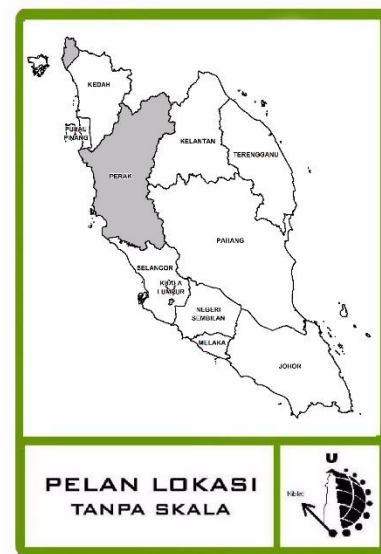 KEDAH
PULAU
PINANG
KELANTAN
TERENGGANU
PERAK
PAHANG
SELANGOR
KUALA
LUMPUR
NEGERI
SEMBILAN
MELAKA
JOHOR
PELAN LOKASI
TANPA SKALA
U
Kiblat